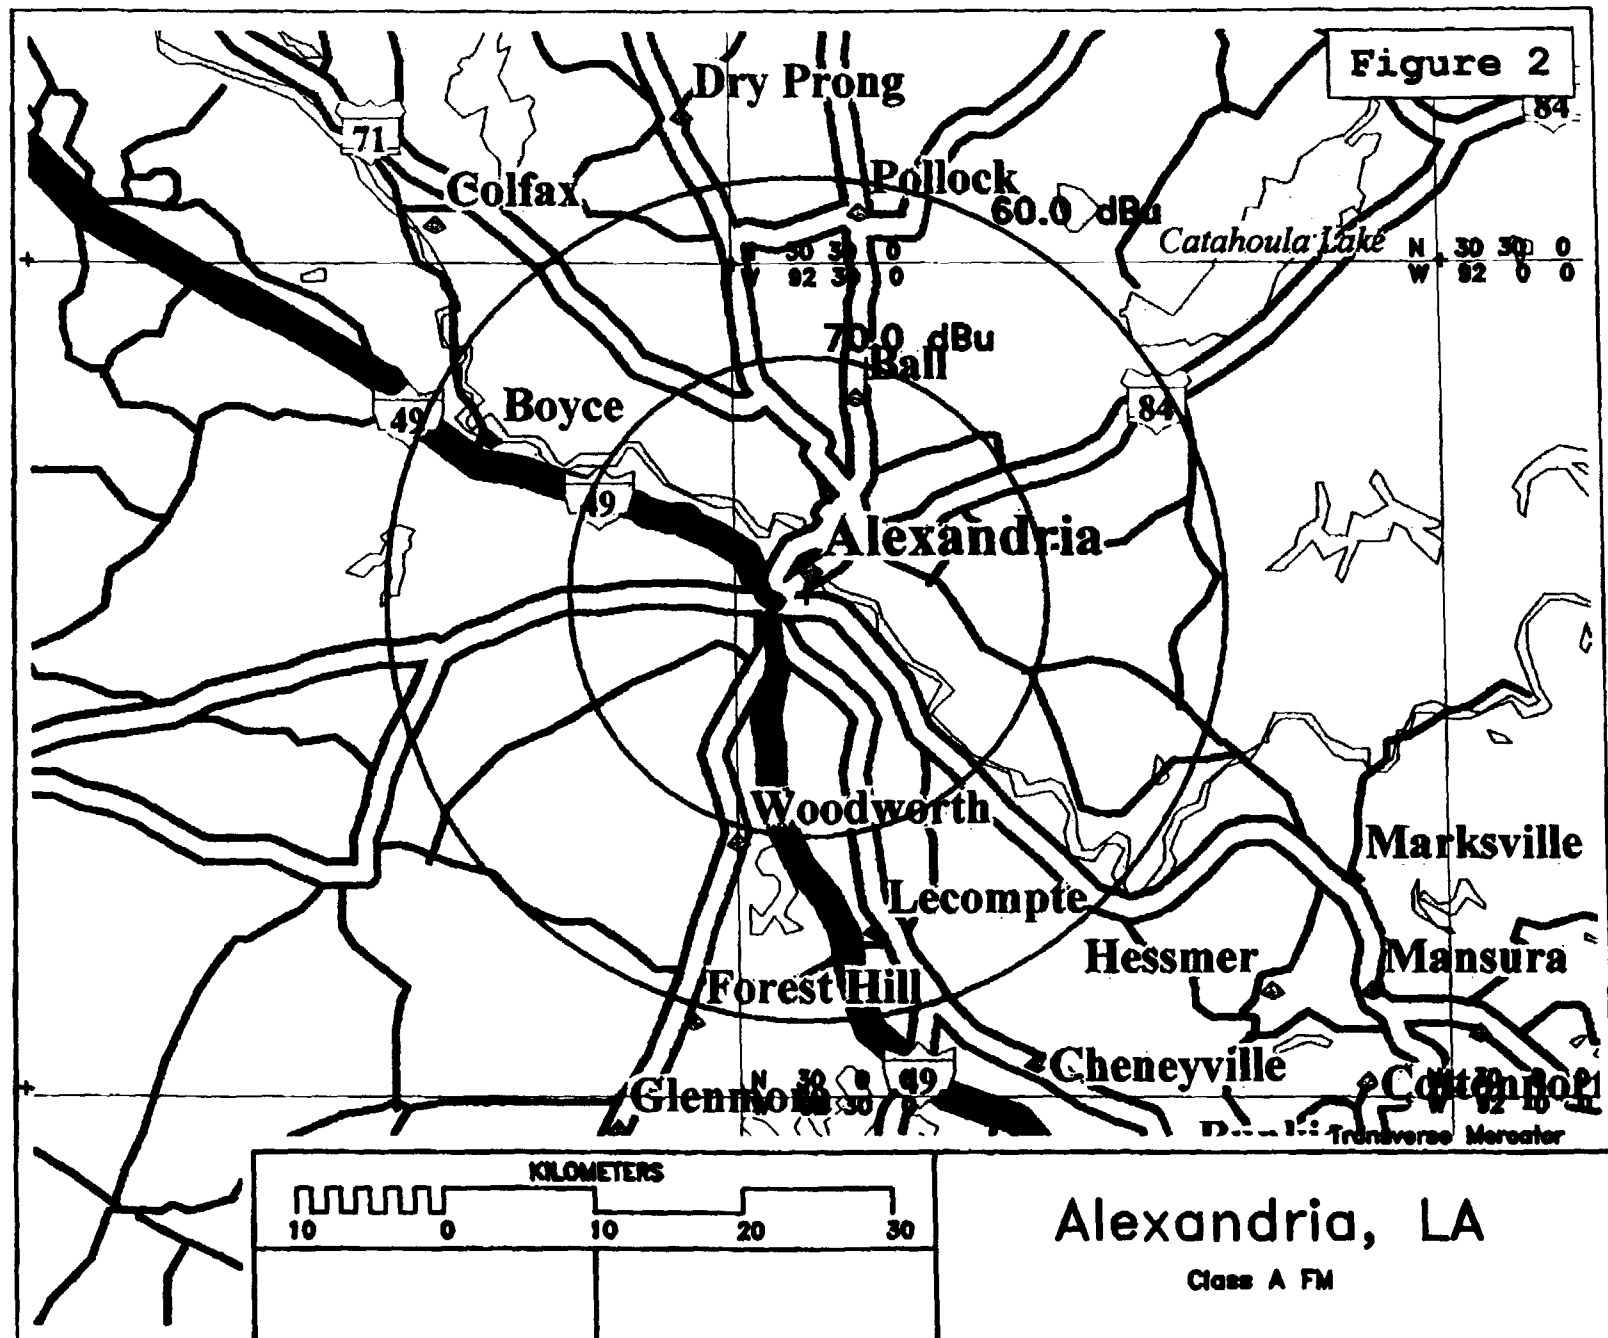 Figure 2
Dry Prong
84
71
Pollock
Colfax
60.0 dBu
Catahoula Lake
N 30 30 0
W 92 30 0
N 30 30 0
W 92 0 0
70.0 dBu
Ball
Boyce
49
84
49
Alexandria
Woodworth
Marksville
Lecompte
Hessmer
Mansura
Forest Hill
Cheneyville
49
N 30 0
Transverse Mercator
KILOMETERS
10 0 10 20 30
Alexandria, LA
Class A FM